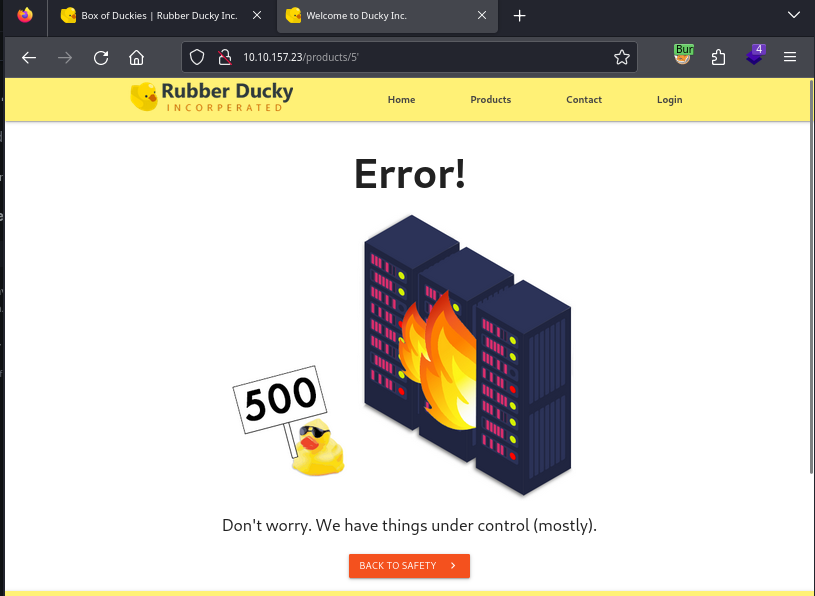 Box of Duckies | Rubber Ducky Inc.
Welcome to Ducky Inc.
10.10.157.23/products/5'
Bur
4
Rubber Ducky
INCORPERATED
Home
Products
Contact
Login
Error!
500
Don't worry. We have things under control (mostly).
BACK TO SAFETY